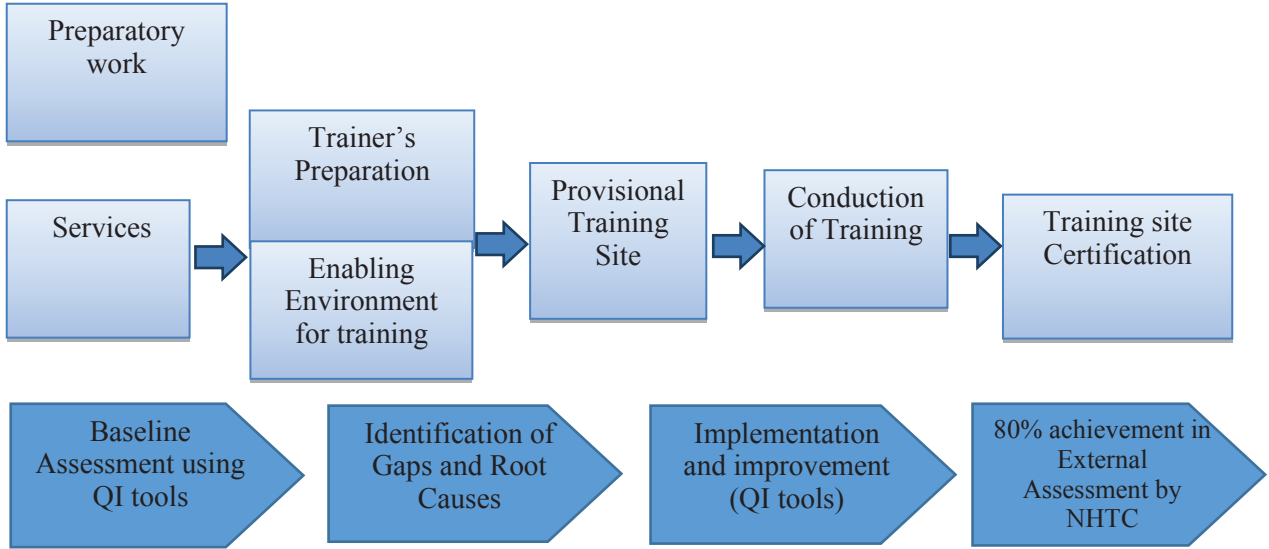 Preparatory
work
Services
Trainer’s
Preparation
Enabling
Environment
for training
Provisional
Training
Site
Conduction
of Training
Training site
Certification
Baseline
Assessment using
QI tools
Identification of
Gaps and Root
Causes
Implementation
and improvement
(QI tools)
80% achievement in
External
Assessment by
NHTC